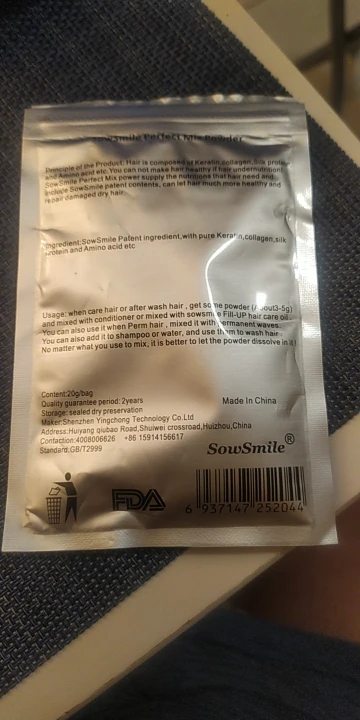 SowSmile Perfect Mix Powder
Principle of the Product: Hair is composed of Keratin,collagen,Silk protein
and Amino acid etc.You can not make hair healthy if hair undernutrition.
SowSmile Perfect Mix power supply the nutritions that hair need and
include SowSmile patent contents, can let hair much more healthy and
repair damaged dry hair.
Ingredient:SowSmile Patent ingredient,with pure Keratin,collagen,silk
protein and Amino acid etc
Usage: when care hair or after wash hair , get some powder (About3-5g)
and mixed with conditioner or mixed with sowsmile Fill-UP hair care oil .
You can also use it when Perm hair , mixed it with permanent waves.
You can also add it to shampoo or water, and use them to wash hair .
No matter what you use to mix, it is better to let the powder dissolve in it !
Content:20g/bag
Quality guarantee period: 2years
Made In China
Storage: sealed dry preservation
Maker:Shenzhen Yingchong Technology Co.Ltd
Address:Huiyang qiubao Road,Shuiwei crossroad,Huizhou,China
Contaction:4008006626 +86 15914156617
Standard:GB/T2999
SowSmile®
FDA
6 937147 252044